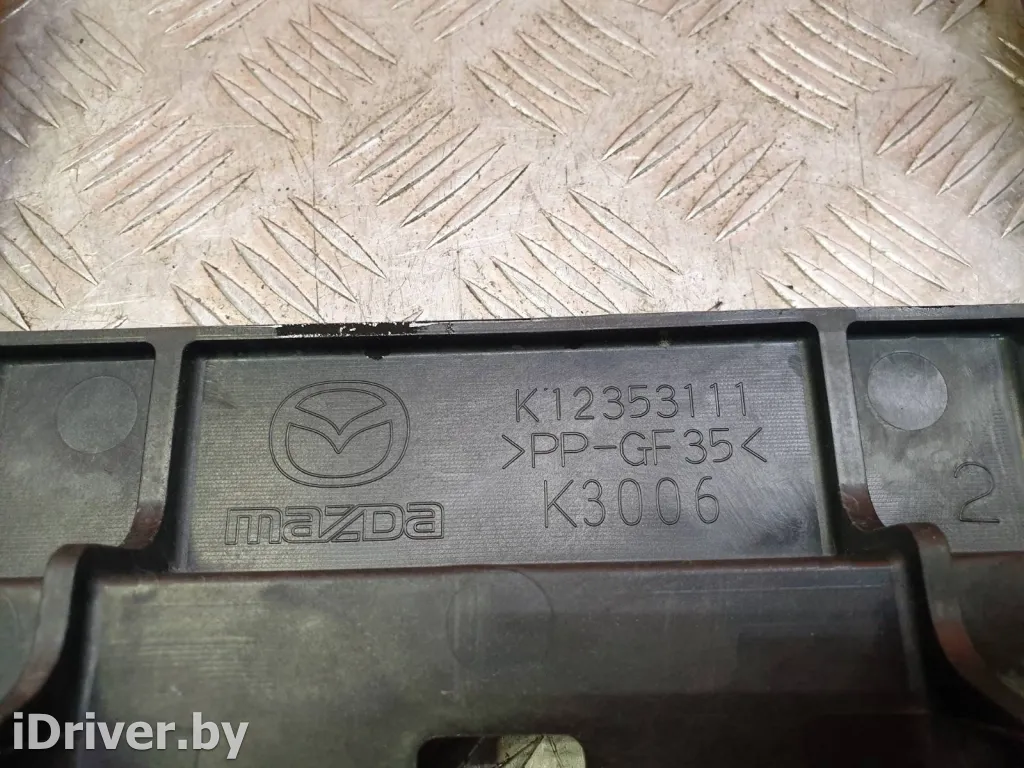 K12353111
>PP-GF35<
mazda
K3006
2
iDriver.by